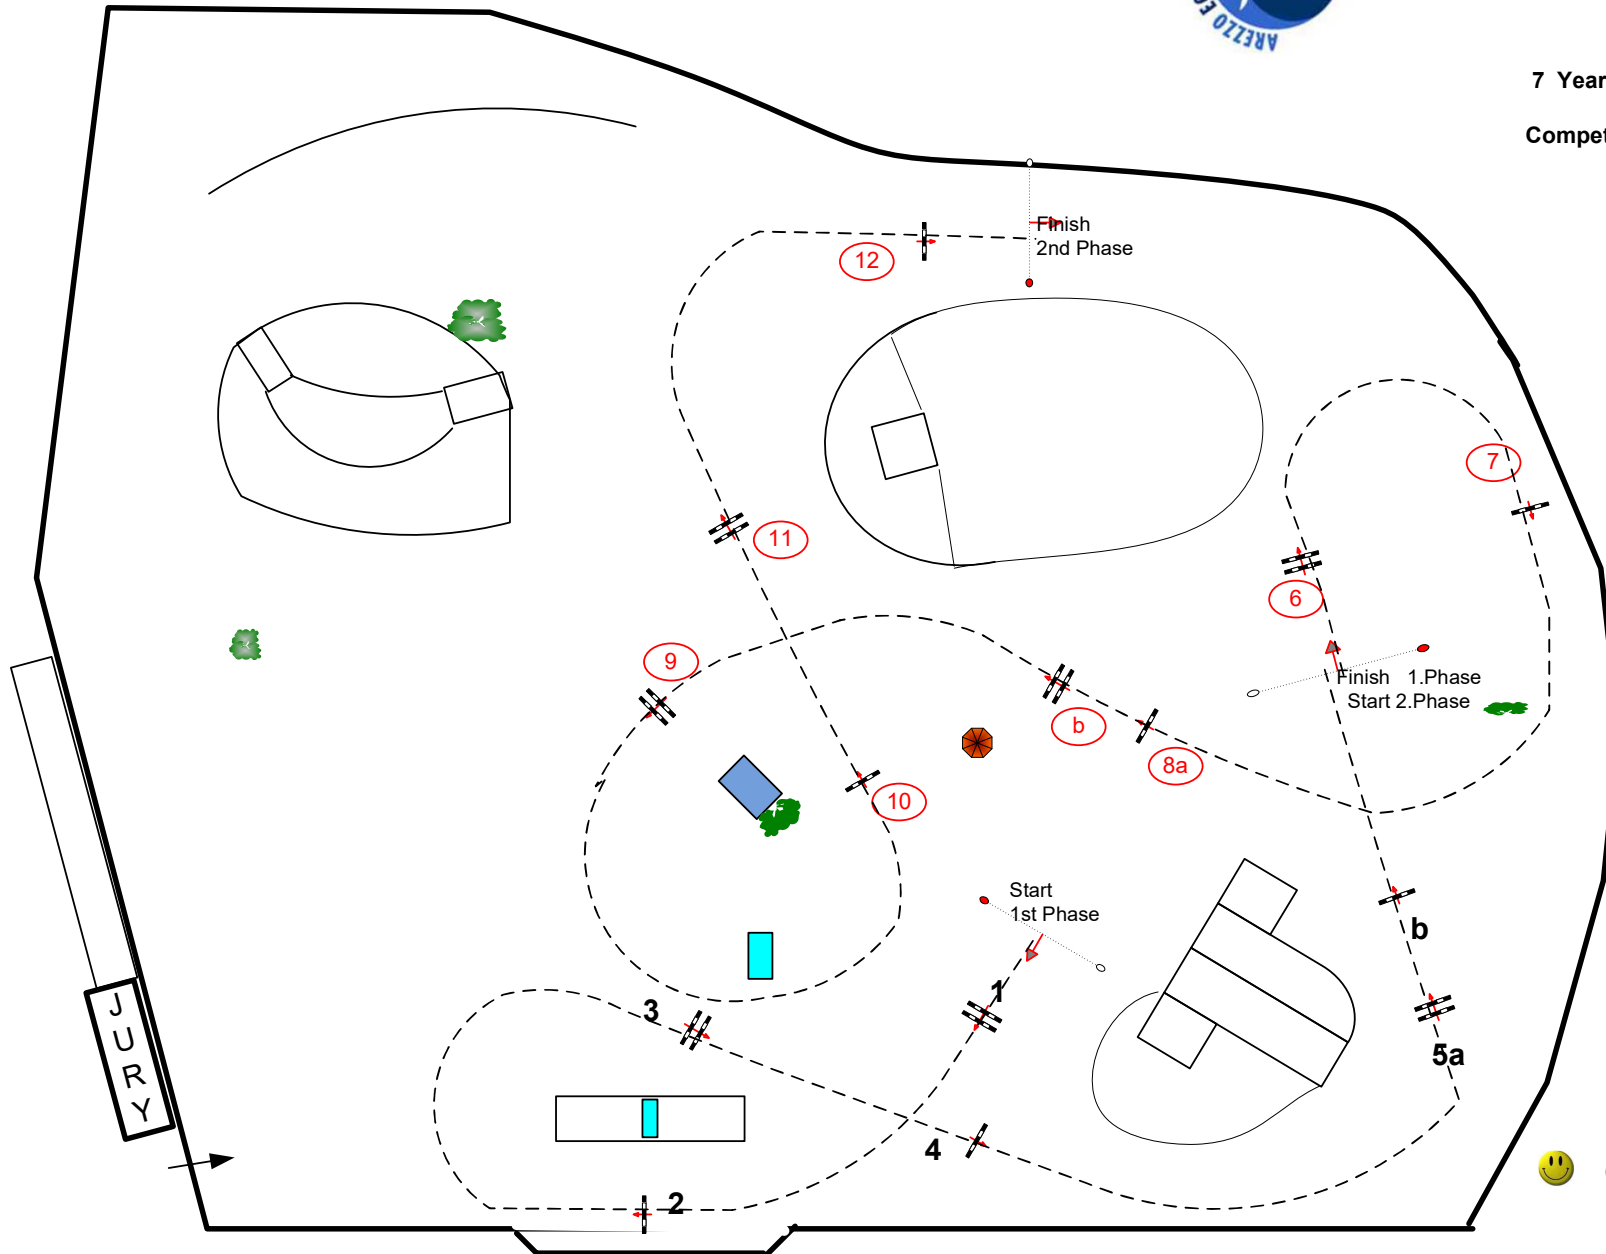 AREZZO
7 Year
Compet
Finish
2nd Phase
12
7
11
6
9
Finish 1.Phase
Start 2.Phase
b
8a
10
Start
1st Phase
b
1
3
JURY
5a
4
2